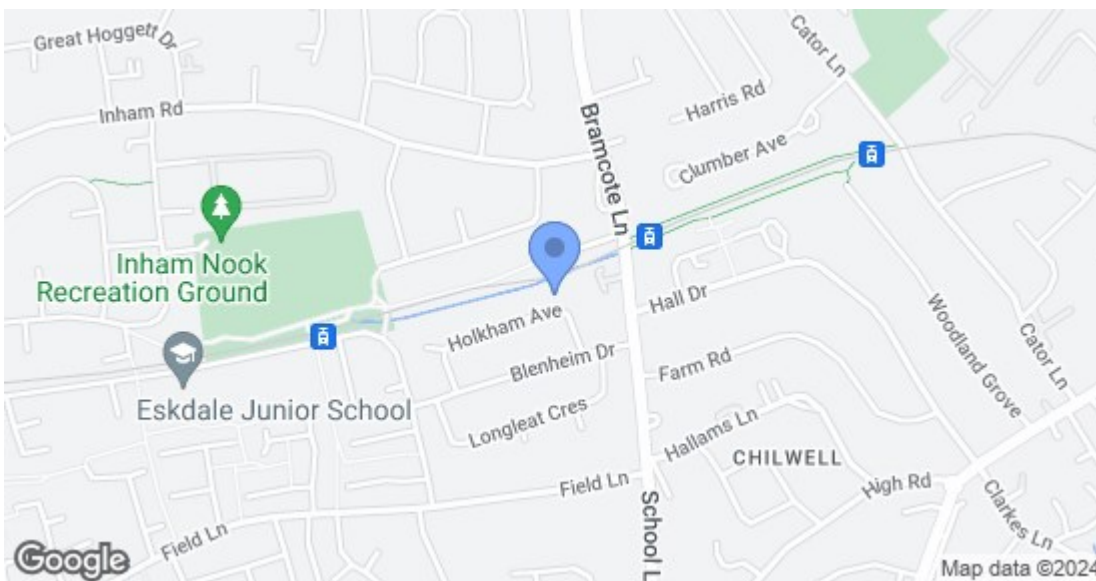 Great Hoggett Dr
Cator Ln
Harris Rd
Inham Rd
Bramcote Ln
Clumber Ave
Inham Nook
Recreation Ground
Hall Dr
Woodland Grove
Cator Ln
Holkham Ave
Blenheim Dr
Farm Rd
Eskdale Junior School
Longleat Cres
Hallams Ln
CHILWELL
Field Ln
High Rd
School L
Clarkes Ln
Field Ln
Google
Map data ©2024